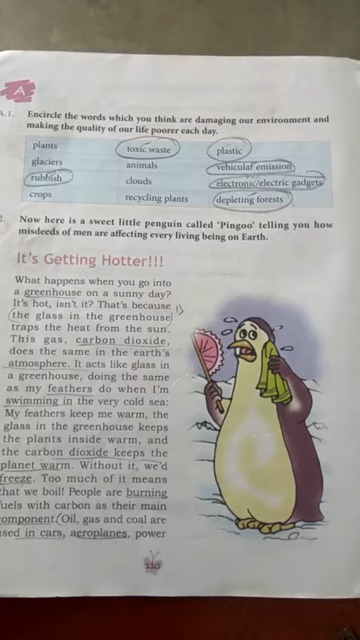 A
A.1. Encircle the words which you think are damaging our environment and
making the quality of our life poorer each day.
plants toxic waste plastic
glaciers animals vehicular emission
rubbish clouds electronic/electric gadgets
crops recycling plants depleting forests
2. Now here is a sweet little penguin called 'Pingoo' telling you how
misdeeds of men are affecting every living being on Earth.
It's Getting Hotter!!!
What happens when you go into
a greenhouse on a sunny day?
It's hot, isn't it? That's because
(the glass in the greenhouse)
traps the heat from the sun.
This gas, carbon dioxide,
does the same in the earth's
atmosphere. It acts like glass in
a greenhouse, doing the same
as my feathers do when I'm
swimming in the very cold sea:
My feathers keep me warm, the
glass in the greenhouse keeps
the plants inside warm, and
the carbon dioxide keeps the
planet warm. Without it, we'd
freeze. Too much of it means
that we boil! People are burning
fuels with carbon as their main
component (Oil, gas and coal are
used in cars, aeroplanes, power
110